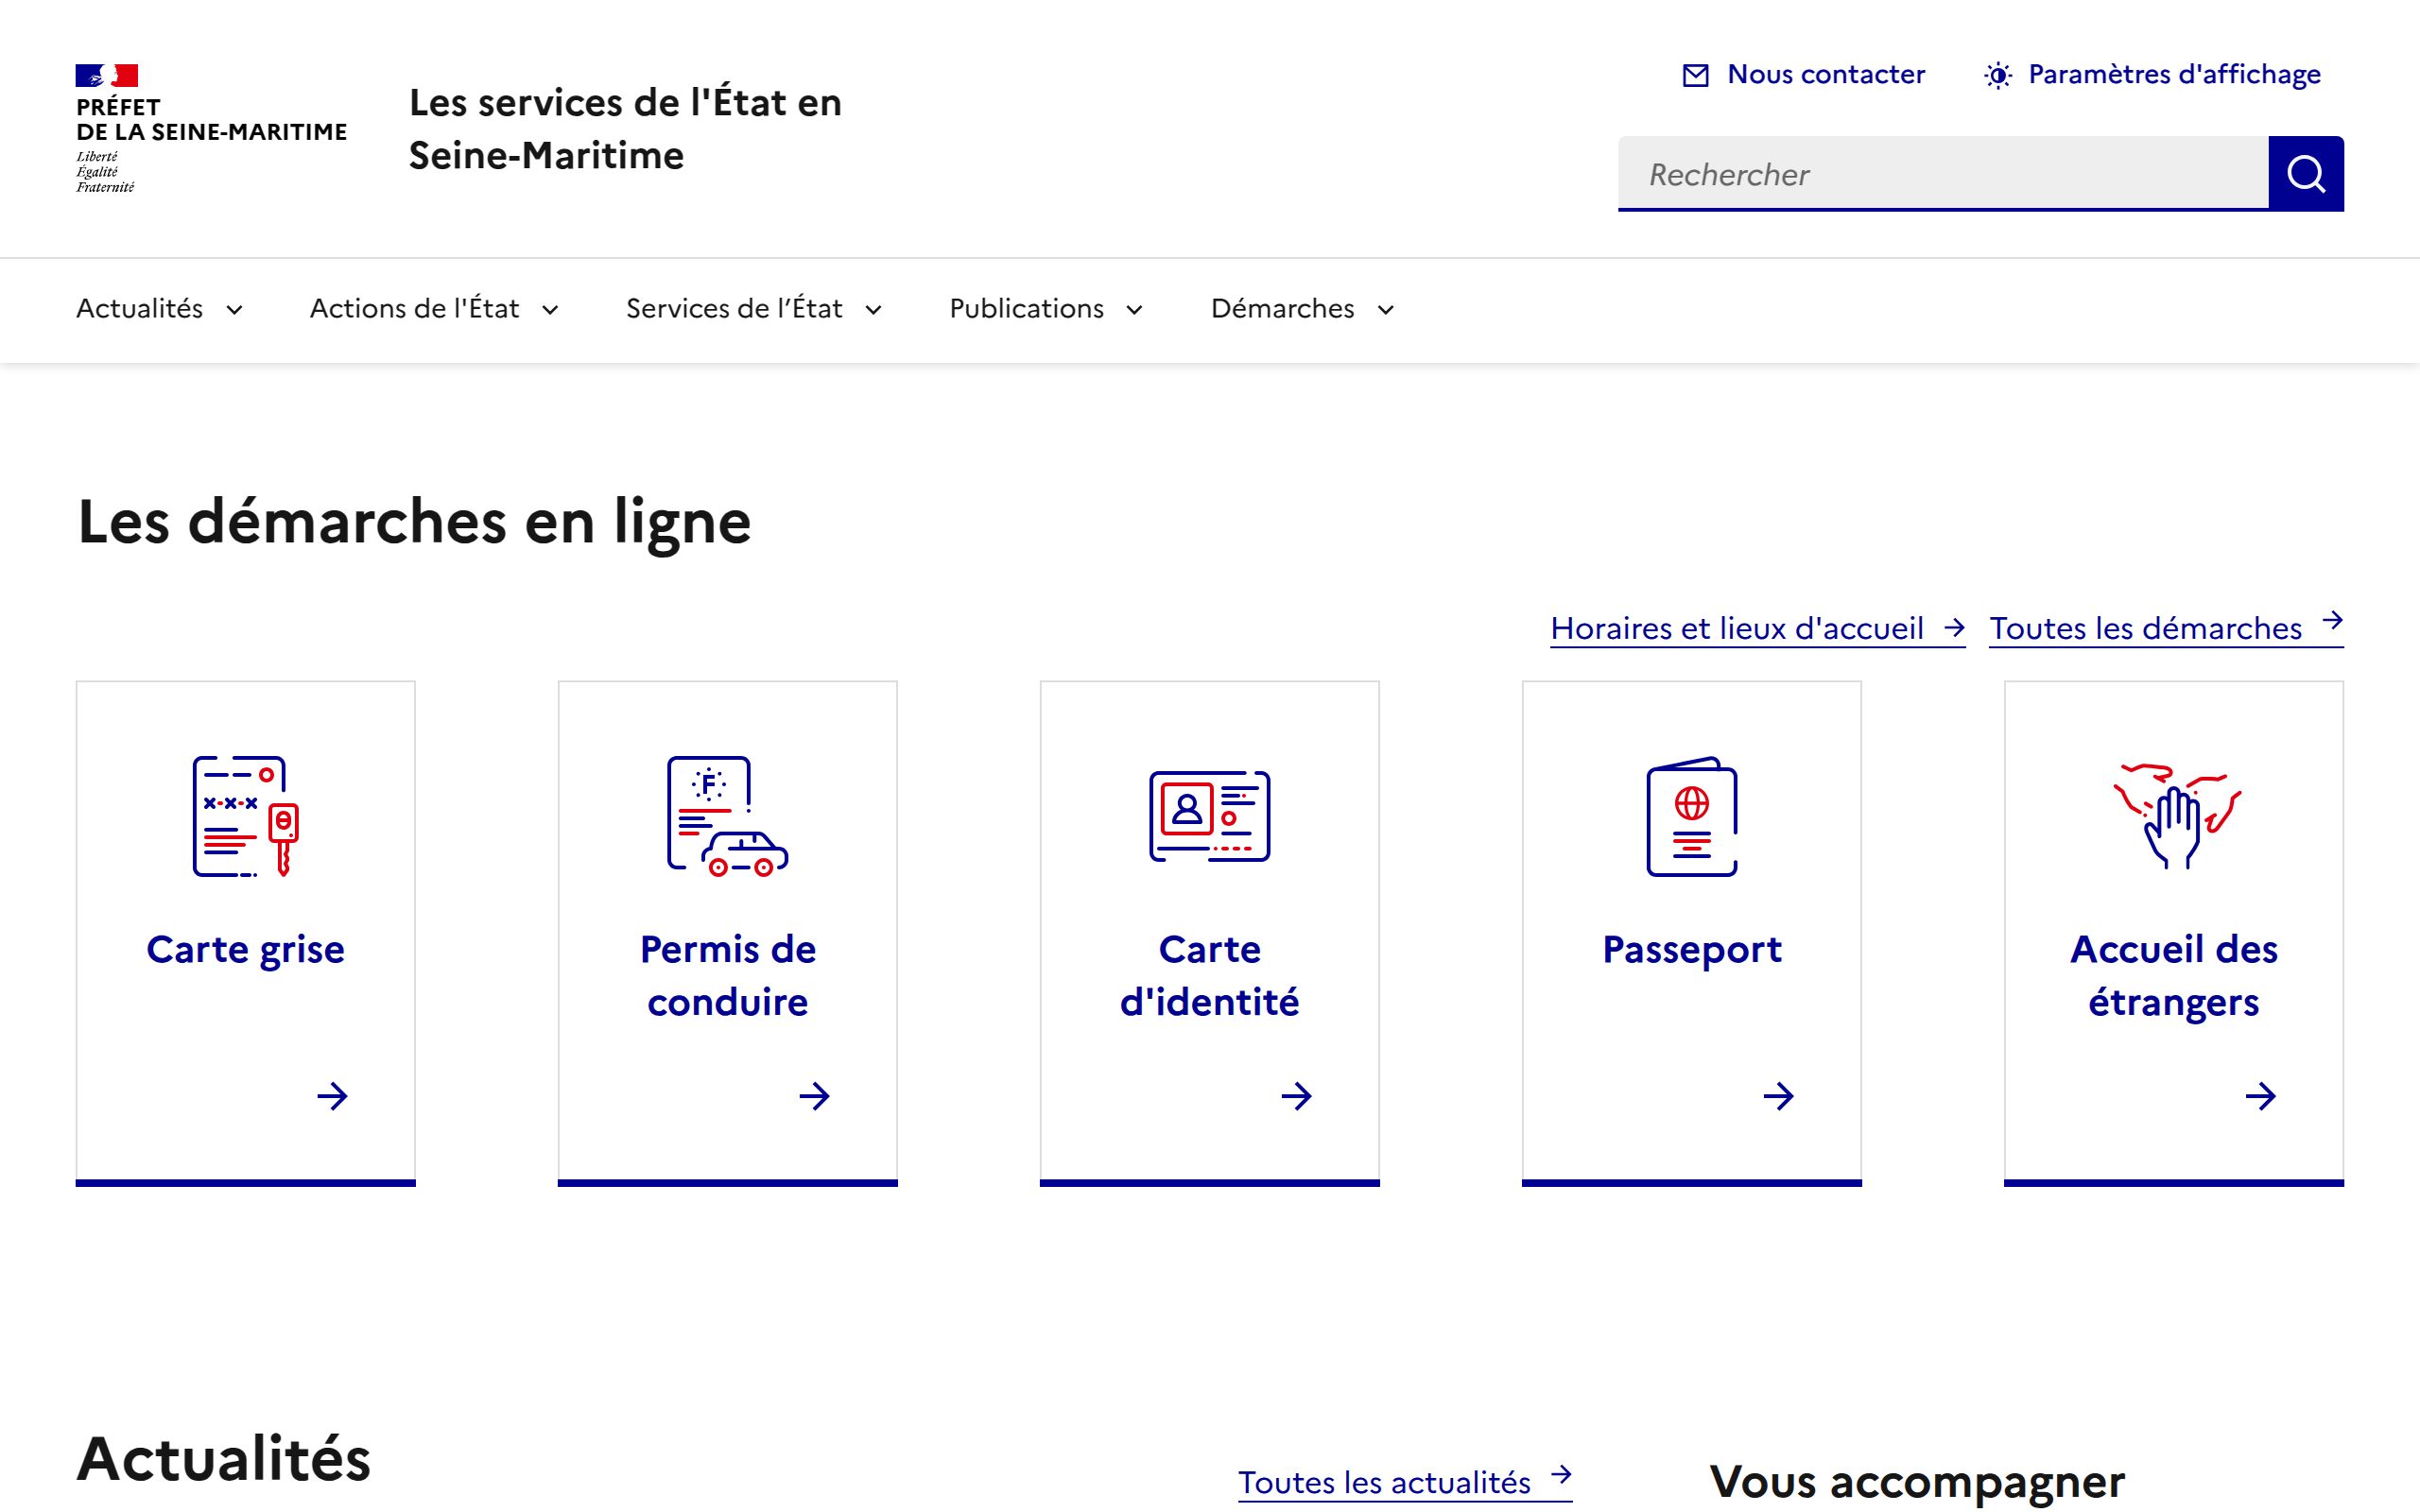 PRÉFET
DE LA SEINE-MARITIME
Liberté
Égalité
Fraternité
Les services de l'État en
Seine-Maritime
Nous contacter
Paramètres d'affichage
Rechercher
Actualités
Actions de l'État
Services de l’État
Publications
Démarches
Les démarches en ligne
Horaires et lieux d'accueil
Toutes les démarches
F
Carte grise
Permis de
conduire
Carte
d'identité
Passeport
Accueil des
étrangers
Actualités
Toutes les actualités
Vous accompagner